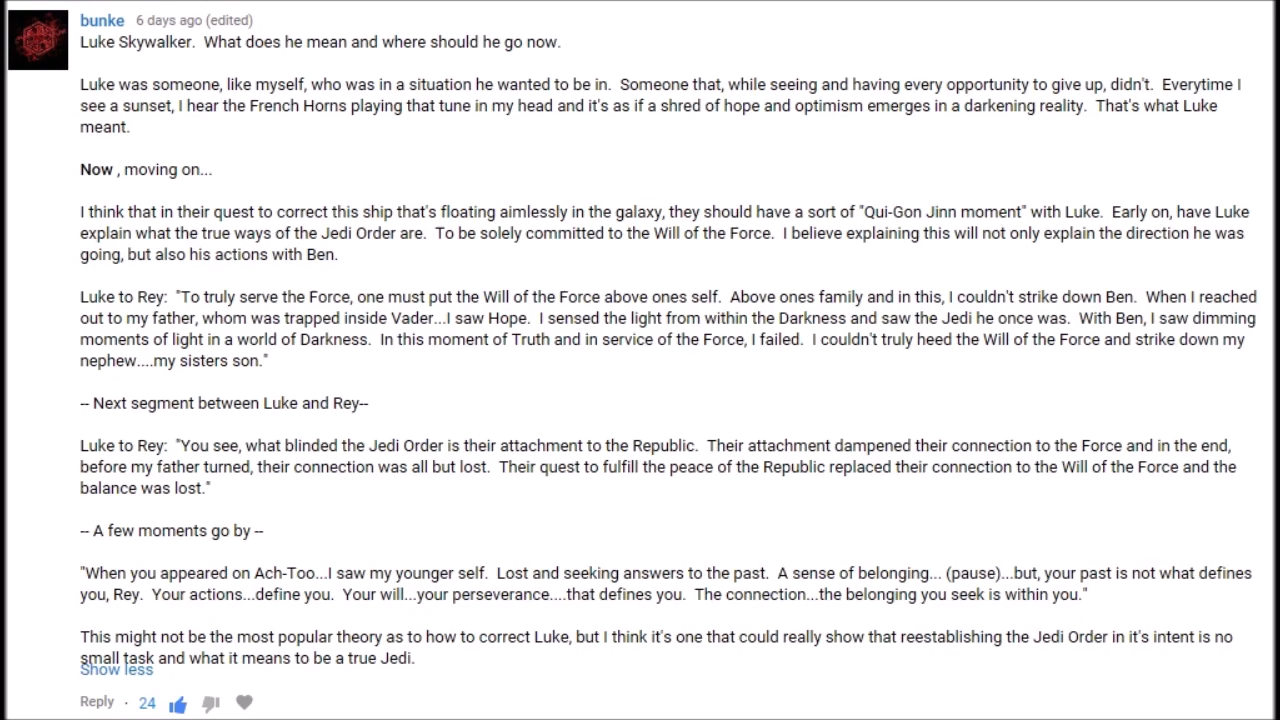 bunke 6 days ago (edited)
Luke Skywalker. What does he mean and where should he go now.
Luke was someone, like myself, who was in a situation he wanted to be in. Someone that, while seeing and having every opportunity to give up, didn't. Everytime I
see a sunset, I hear the French Horns playing that tune in my head and it's as if a shred of hope and optimism emerges in a darkening reality. That's what Luke
meant.
Now , moving on...
I think that in their quest to correct this ship that's floating aimlessly in the galaxy, they should have a sort of "Qui-Gon Jinn moment" with Luke. Early on, have Luke
explain what the true ways of the Jedi Order are. To be solely committed to the Will of the Force. I believe explaining this will not only explain the direction he was
going, but also his actions with Ben.
Luke to Rey: "To truly serve the Force, one must put the Will of the Force above ones self. Above ones family and in this, I couldn't strike down Ben. When I reached
out to my father, whom was trapped inside Vader...I saw Hope. I sensed the light from within the Darkness and saw the Jedi he once was. With Ben, I saw dimming
moments of light in a world of Darkness. In this moment of Truth and in service of the Force, I failed. I couldn't truly heed the Will of the Force and strike down my
nephew....my sisters son."
-- Next segment between Luke and Rey--
Luke to Rey: "You see, what blinded the Jedi Order is their attachment to the Republic. Their attachment dampened their connection to the Force and in the end,
before my father turned, their connection was all but lost. Their quest to fulfill the peace of the Republic replaced their connection to the Will of the Force and the
balance was lost."
-- A few moments go by --
"When you appeared on Ach-Too...I saw my younger self. Lost and seeking answers to the past. A sense of belonging... (pause)...but, your past is not what defines
you, Rey. Your actions...define you. Your will...your perseverance....that defines you. The connection...the belonging you seek is within you."
This might not be the most popular theory as to how to correct Luke, but I think it's one that could really show that reestablishing the Jedi Order in it's intent is no
small task and what it means to be a true Jedi.
Show less
Reply · 24